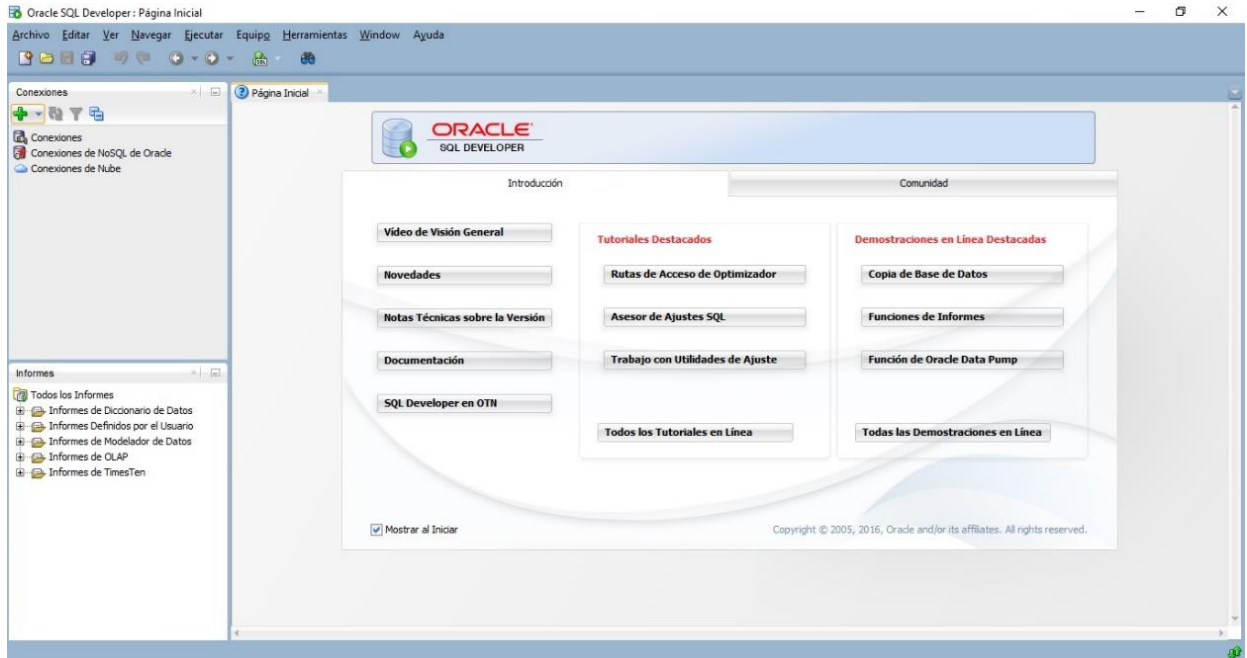 Oracle SQL Developer : Página Inicial
Archivo Editar Ver Navegar Ejecutar Equipo Herramientas Window Ayuda
Conexiones
Conexiones
Conexiones de NoSQL de Oracle
Conexiones de Nube
Informes
Todos los Informes
Informes de Diccionario de Datos
Informes Definidos por el Usuario
Informes de Modelador de Datos
Informes de OLAP
Informes de TimesTen
Página Inicial
ORACLE
SQL DEVELOPER
Introducción
Comunidad
Vídeo de Visión General
Novedades
Notas Técnicas sobre la Versión
Documentación
SQL Developer en OTN
Tutoriales Destacados
Rutas de Acceso de Optimizador
Asesor de Ajustes SQL
Trabajo con Utilidades de Ajuste
Todos los Tutoriales en Línea
Demostraciones en Línea Destacadas
Copia de Base de Datos
Funciones de Informes
Función de Oracle Data Pump
Todas las Demostraciones en Línea
Mostrar al Iniciar
Copyright © 2005, 2016, Oracle and/or its affiliates. All rights reserved.